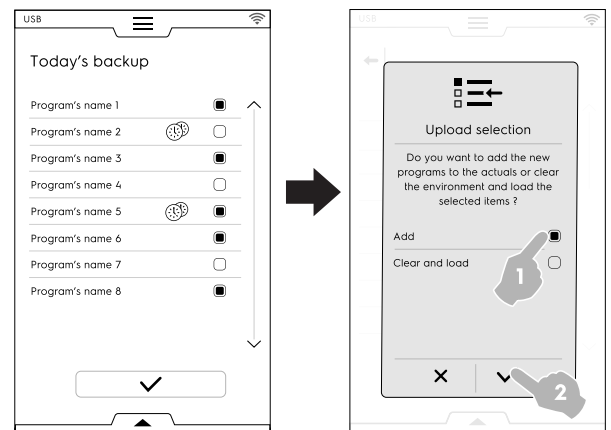 USB
Today's backup
Program's name 1
Program's name 2
Program's name 3
Program's name 4
Program's name 5
Program's name 6
Program's name 7
Program's name 8
USB
Upload selection
Do you want to add the new
programs to the actuals or clear
the environment and load the
selected items ?
Add
Clear and load
1
2